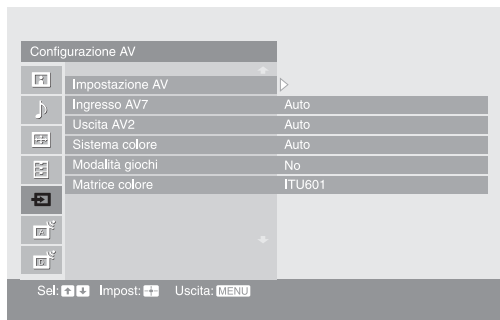 Configurazione AV
Impostazione AV
Ingresso AV7 Auto
Uscita AV2 Auto
Sistema colore Auto
Modalità giochi No
Matrice colore ITU601
Sel: Impost: Uscita: MENU